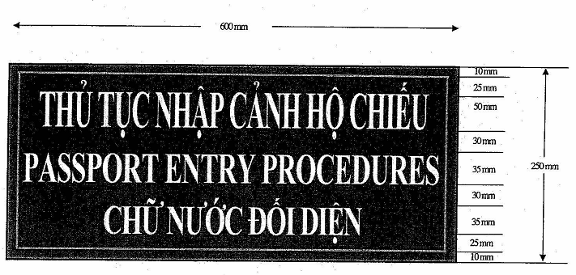 600mm
THỦ TỤC NHẬP CẢNH HỘ CHIẾU
PASSPORT ENTRY PROCEDURES
CHỮ NƯỚC ĐỐI DIỆN
10mm
25mm
50mm
30mm
35mm
30mm
35mm
25mm
10mm
250mm